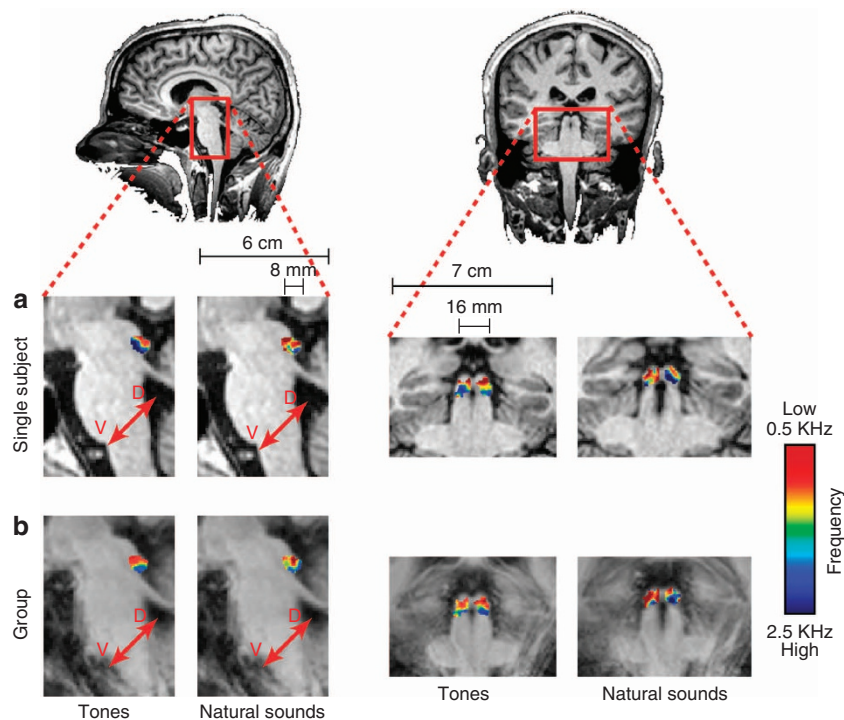 6 cm
8 mm
7 cm
16 mm
a
Single subject
V
D
V
D
Low
0.5 KHz
Frequency
2.5 KHz
High
b
Group
V
D
V
D
Tones
Natural sounds
Tones
Natural sounds